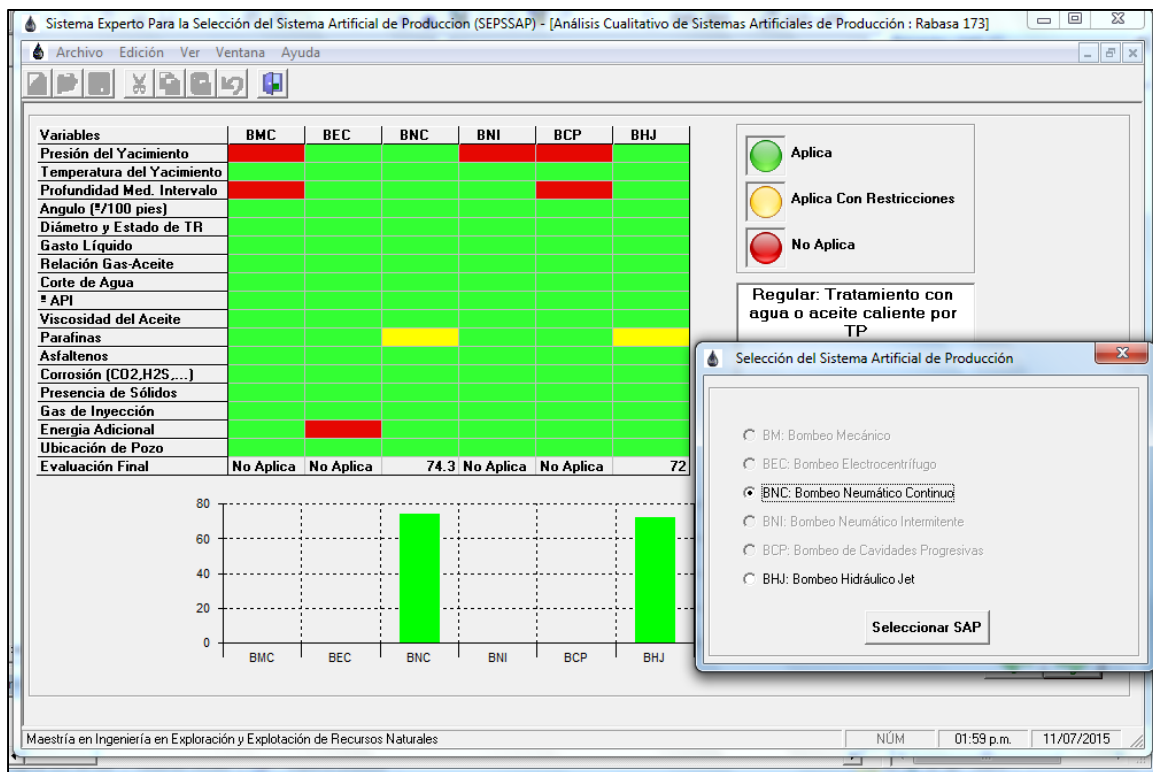 Sistema Experto Para la Selección del Sistema Artificial de Produccion (SEPSSAP) - [Análisis Cualitativo de Sistemas Artificiales de Producción : Rabasa 173]
Archivo Edición Ver Ventana Ayuda
Variables BMC BEC BNC BNI BCP BHJ
Presión del Yacimiento
Temperatura del Yacimiento
Profundidad Med. Intervalo
Angulo (º/100 pies)
Diámetro y Estado de TR
Gasto Líquido
Relación Gas-Aceite
Corte de Agua
º API
Viscosidad del Aceite
Parafinas
Asfaltenos
Corrosión (CO2,H2S,...)
Presencia de Sólidos
Gas de Inyección
Energia Adicional
Ubicación de Pozo
Evaluación Final No Aplica No Aplica 74.3 No Aplica No Aplica 72
Aplica
Aplica Con Restricciones
No Aplica
Regular: Tratamiento con
agua o aceite caliente por
TP
80
60
40
20
0
BMC BEC BNC BNI BCP BHJ
Selección del Sistema Artificial de Producción
BM: Bombeo Mecánico
BEC: Bombeo Electrocentrífugo
BNC: Bombeo Neumático Continuo
BNI: Bombeo Neumático Intermitente
BCP: Bombeo de Cavidades Progresivas
BHJ: Bombeo Hidráulico Jet
Seleccionar SAP
Maestría en Ingeniería en Exploración y Explotación de Recursos Naturales NÚM 01:59 p.m. 11/07/2015